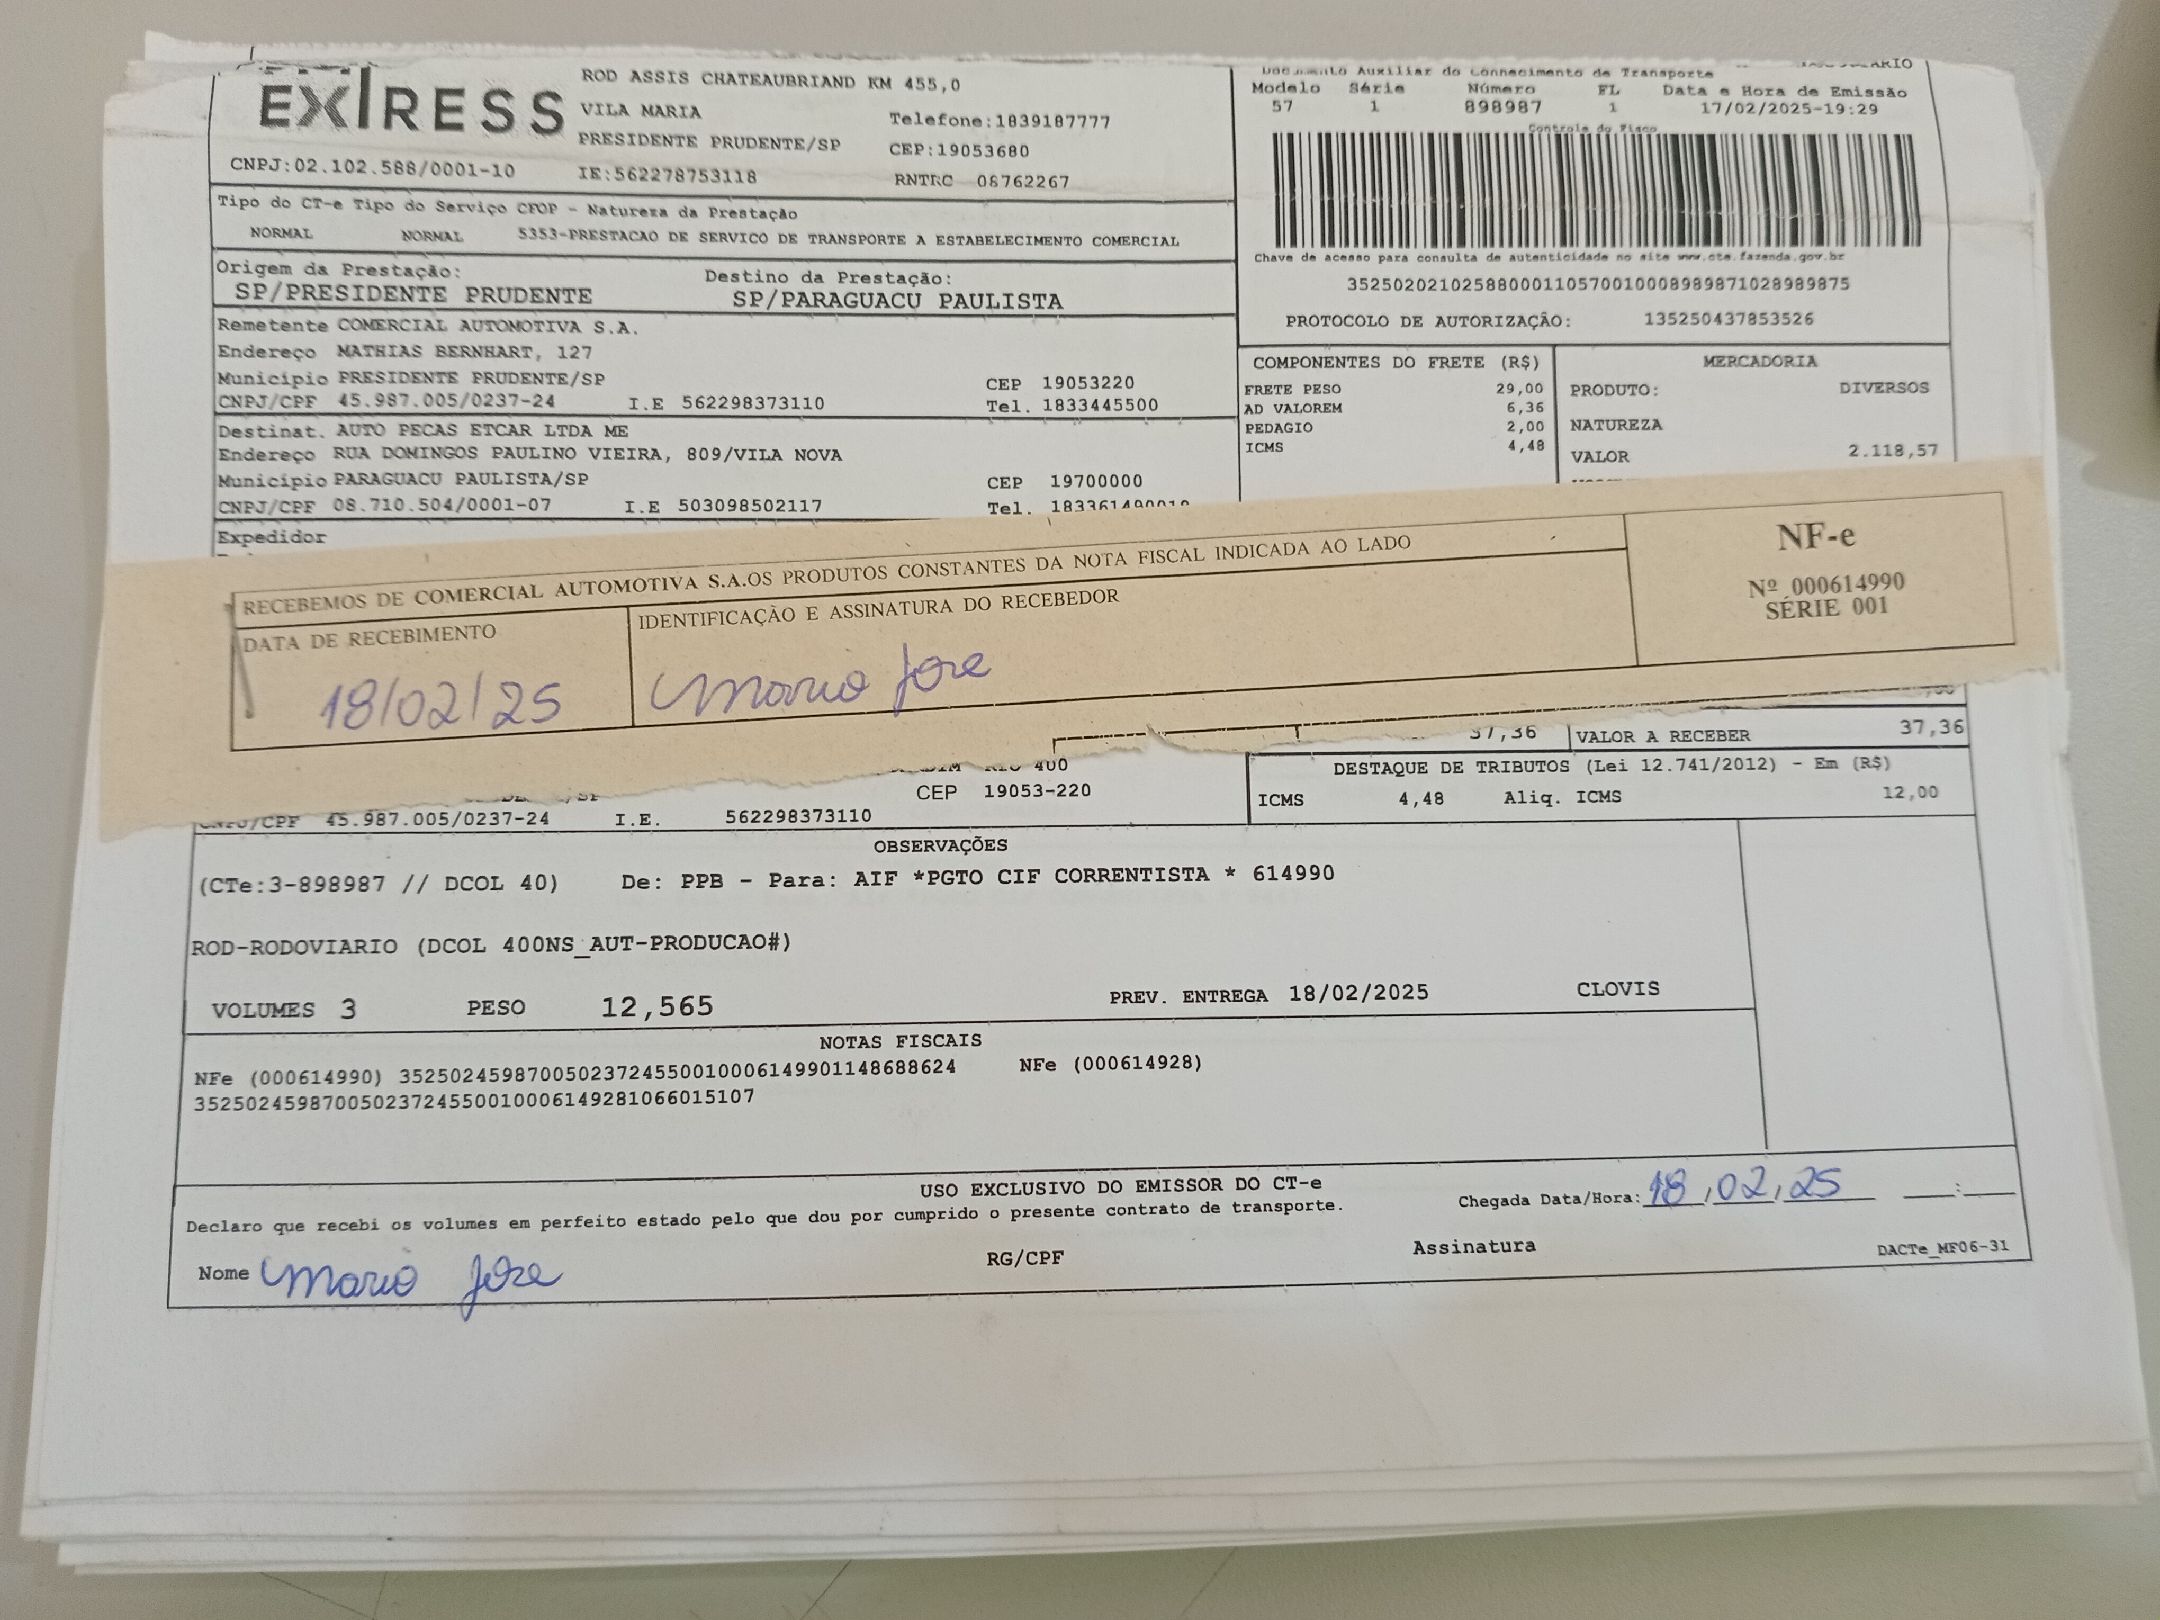 EXPRESS
ROD ASSIS CHATEAUBRIAND KM 455,0
VILA MARIA
Telefone:1839187777
PRESIDENTE PRUDENTE/SP
CEP:19053680
CNPJ:02.102.588/0001-10
IE:562278753118
RNTRC 08762267
Documento Auxiliar do Conhecimento de Transporte
Modelo Série Número FL Data e Hora de Emissão
57 1 898987 1 17/02/2025-19:29
Controle do Fisco
Chave de acesso para consulta de autenticidade no site www.cte.fazenda.gov.br
35250202102588000110570010008989871028989875
PROTOCOLO DE AUTORIZAÇÃO: 135250437853526
Tipo do CT-e Tipo do Serviço CFOP - Natureza da Prestação
NORMAL NORMAL 5353-PRESTACAO DE SERVICO DE TRANSPORTE A ESTABELECIMENTO COMERCIAL
Origem da Prestação: Destino da Prestação:
SP/PRESIDENTE PRUDENTE SP/PARAGUACU PAULISTA
Remetente COMERCIAL AUTOMOTIVA S.A.
Endereço MATHIAS BERNHART, 127
Município PRESIDENTE PRUDENTE/SP CEP 19053220
CNPJ/CPF 45.987.005/0237-24 I.E 562298373110 Tel. 1833445500
Destinat. AUTO PECAS ETCAR LTDA ME
Endereço RUA DOMINGOS PAULINO VIEIRA, 809/VILA NOVA
Município PARAGUACU PAULISTA/SP CEP 19700000
CNPJ/CPF 08.710.504/0001-07 I.E 503098502117 Tel.
Expedidor
COMPONENTES DO FRETE (R$)
FRETE PESO 29,00
AD VALOREM 6,36
PEDAGIO 2,00
ICMS 4,48
MERCADORIA
PRODUTO: DIVERSOS
NATUREZA
VALOR 2.118,57
RECEBEMOS DE COMERCIAL AUTOMOTIVA S.A.OS PRODUTOS CONSTANTES DA NOTA FISCAL INDICADA AO LADO
DATA DE RECEBIMENTO
18/02/25
IDENTIFICAÇÃO E ASSINATURA DO RECEBEDOR
Mario Jose
NF-e
Nº 000614990
SÉRIE 001
37,36 VALOR A RECEBER 37,36
400
CEP 19053-220
CNPJ/CPF 45.987.005/0237-24 I.E. 562298373110
DESTAQUE DE TRIBUTOS (Lei 12.741/2012) - Em (R$)
ICMS 4,48 Aliq. ICMS 12,00
OBSERVAÇÕES
(CTe:3-898987 // DCOL 40) De: PPB - Para: AIF *PGTO CIF CORRENTISTA * 614990
ROD-RODOVIARIO (DCOL 400NS_AUT-PRODUCAO#)
VOLUMES 3 PESO 12,565 PREV. ENTREGA 18/02/2025 CLOVIS
NOTAS FISCAIS
NFe (000614990) 35250245987005023724550010006149901148688624 NFe (000614928)
35250245987005023724550010006149281066015107
USO EXCLUSIVO DO EMISSOR DO CT-e
Declaro que recebi os volumes em perfeito estado pelo que dou por cumprido o presente contrato de transporte.
Chegada Data/Hora: 18,02,25 :
Nome Mario Jose RG/CPF Assinatura DACTe_MF06-31